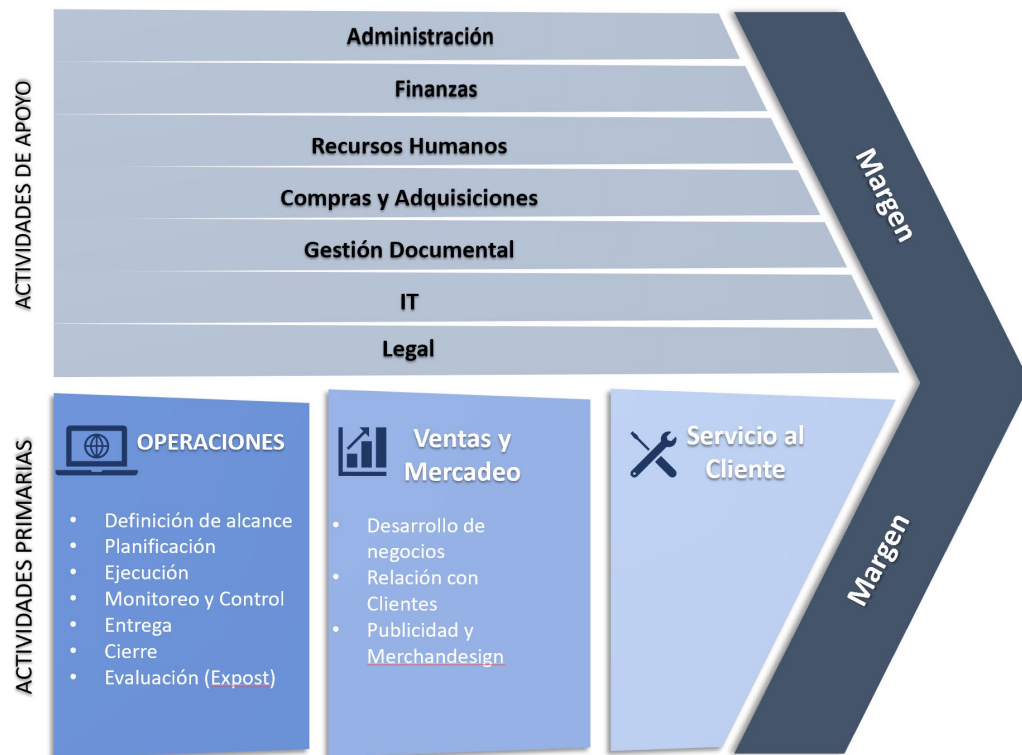 ACTIVIDADES DE APOYO
Administración
Finanzas
Recursos Humanos
Compras y Adquisiciones
Gestión Documental
IT
Legal
Margen
ACTIVIDADES PRIMARIAS
OPERACIONES
• Definición de alcance
• Planificación
• Ejecución
• Monitoreo y Control
• Entrega
• Cierre
• Evaluación (Expost)
Ventas y
Mercadeo
• Desarrollo de
negocios
• Relación con
Clientes
• Publicidad y
Merchandesign
Servicio al
Cliente
Margen